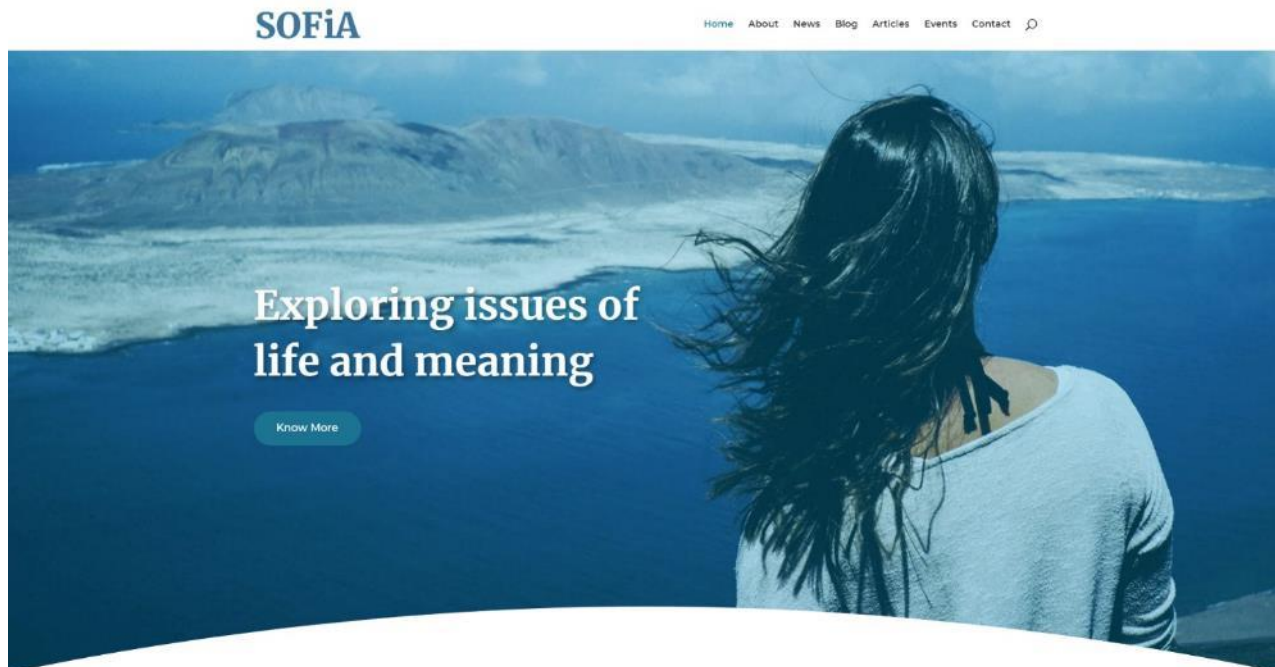 SOFiA
Home About News Blog Articles Events Contact
Exploring issues of
life and meaning
Know More